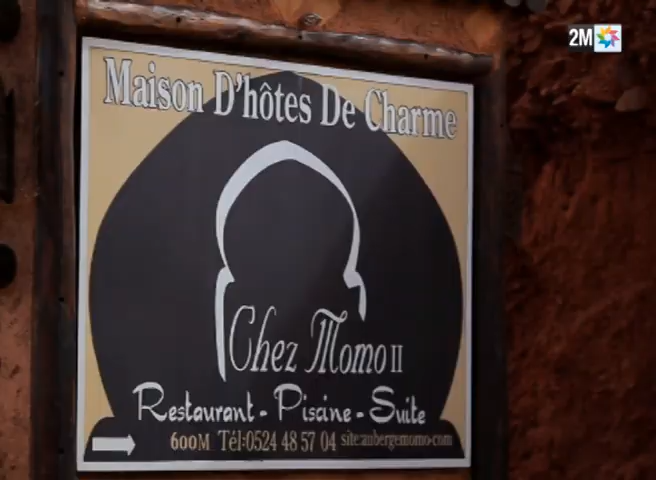 2M
Maison D'hôtes De Charme
Chez Momo II
Restaurant - Piscine - Suite
600M Tél:0524 48 57 04 site:aubergemomo.com